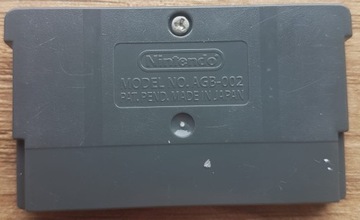 Nintendo
MODEL NO. AGB-002
PAT. PEND. MADE IN JAPAN